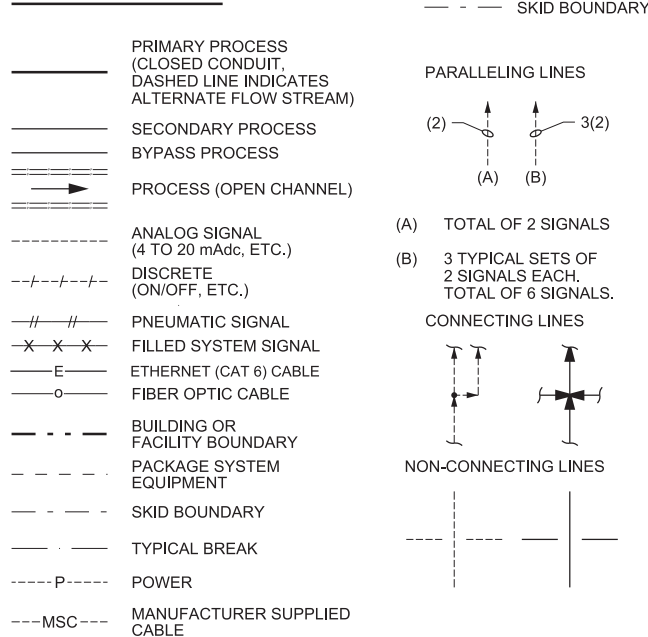 PRIMARY PROCESS
(CLOSED CONDUIT,
DASHED LINE INDICATES
ALTERNATE FLOW STREAM)
SECONDARY PROCESS
BYPASS PROCESS
PROCESS (OPEN CHANNEL)
ANALOG SIGNAL
(4 TO 20 mAdc, ETC.)
DISCRETE
(ON/OFF, ETC.)
PNEUMATIC SIGNAL
X X X FILLED SYSTEM SIGNAL
E ETHERNET (CAT 6) CABLE
o FIBER OPTIC CABLE
BUILDING OR
FACILITY BOUNDARY
PACKAGE SYSTEM
EQUIPMENT
SKID BOUNDARY
TYPICAL BREAK
P POWER
MSC MANUFACTURER SUPPLIED
CABLE
SKID BOUNDARY
PARALLELING LINES
(2) 3(2)
(A) (B)
(A) TOTAL OF 2 SIGNALS
(B) 3 TYPICAL SETS OF
2 SIGNALS EACH.
TOTAL OF 6 SIGNALS.
CONNECTING LINES
NON-CONNECTING LINES